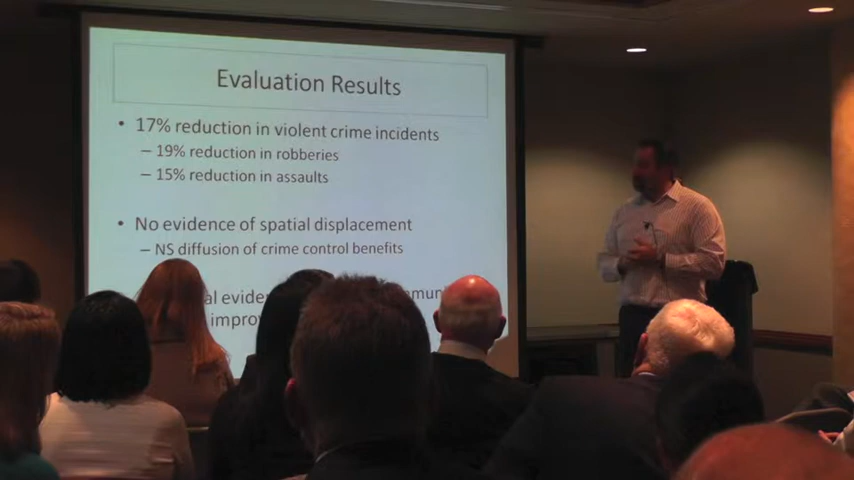 Evaluation Results
• 17% reduction in violent crime incidents
– 19% reduction in robberies
– 15% reduction in assaults
• No evidence of spatial displacement
– NS diffusion of crime control benefits